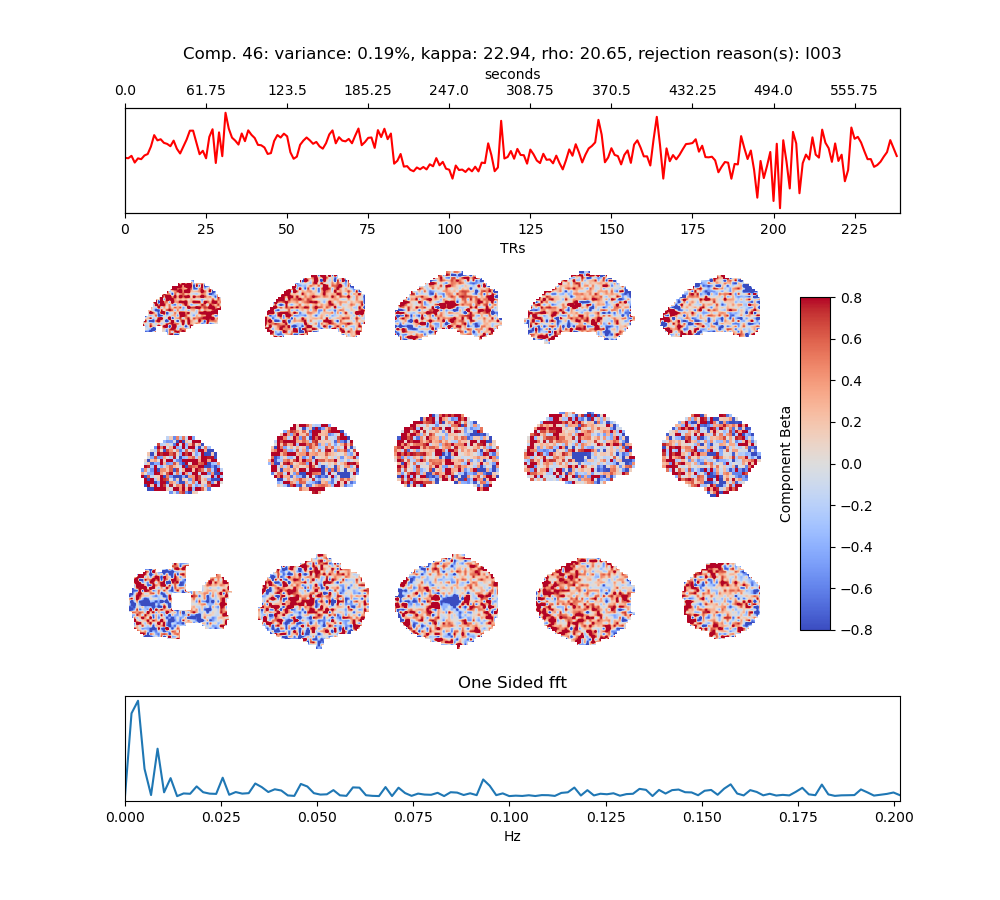 Comp. 46: variance: 0.19%, kappa: 22.94, rho: 20.65, rejection reason(s): I003
seconds
0.0 61.75 123.5 185.25 247.0 308.75 370.5 432.25 494.0 555.75
0 25 50 75 100 125 150 175 200 225
TRs
0.8
0.6
0.4
0.2
0.0
−0.2
−0.4
−0.6
−0.8
Component Beta
One Sided fft
0.000 0.025 0.050 0.075 0.100 0.125 0.150 0.175 0.200
Hz